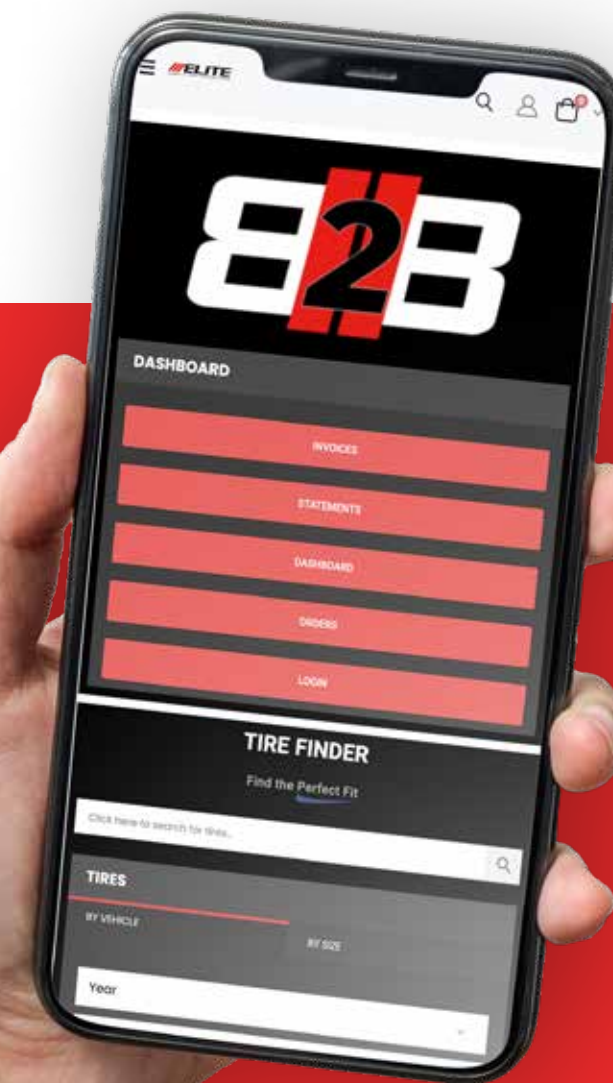 ///ELITE
0
B2B
DASHBOARD
INVOICES
STATEMENTS
DASHBOARD
ORDERS
LOGIN
TIRE FINDER
Find the Perfect Fit
Click here to search for tires...
TIRES
BY VEHICLE
BY SIZE
Year